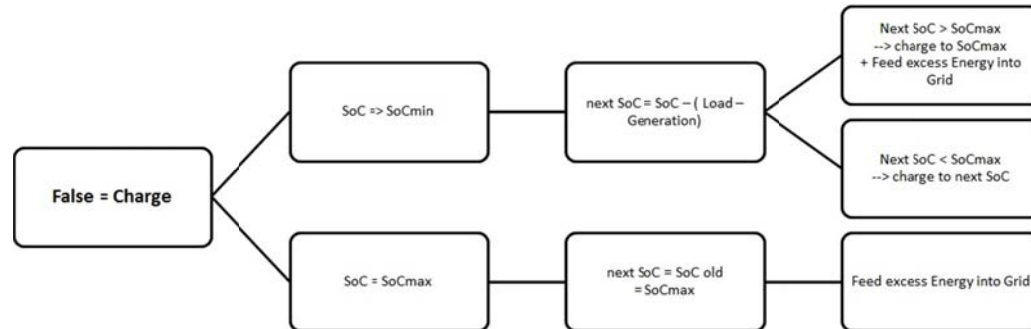 False = Charge
SoC => SoCmin
next SoC = SoC – ( Load –
Generation)
Next SoC > SoCmax
--> charge to SoCmax
+ Feed excess Energy into
Grid
Next SoC < SoCmax
--> charge to next SoC
SoC = SoCmax
next SoC = SoC old
= SoCmax
Feed excess Energy into Grid